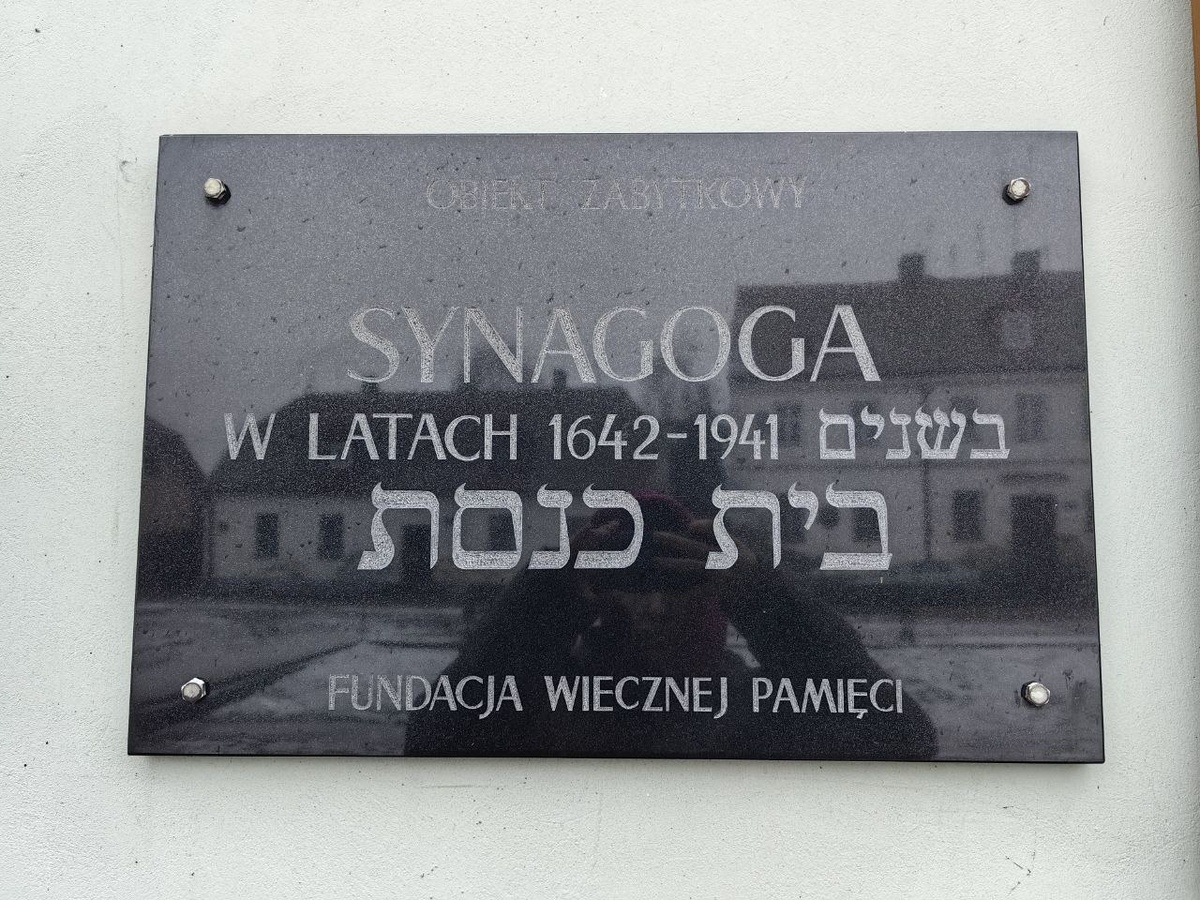 OBIEKT ZABYTKOWY
SYNAGOGA
W LATACH 1642-1941 בשנים
בית כנסת
FUNDACJA WIECZNEJ PAMIĘCI